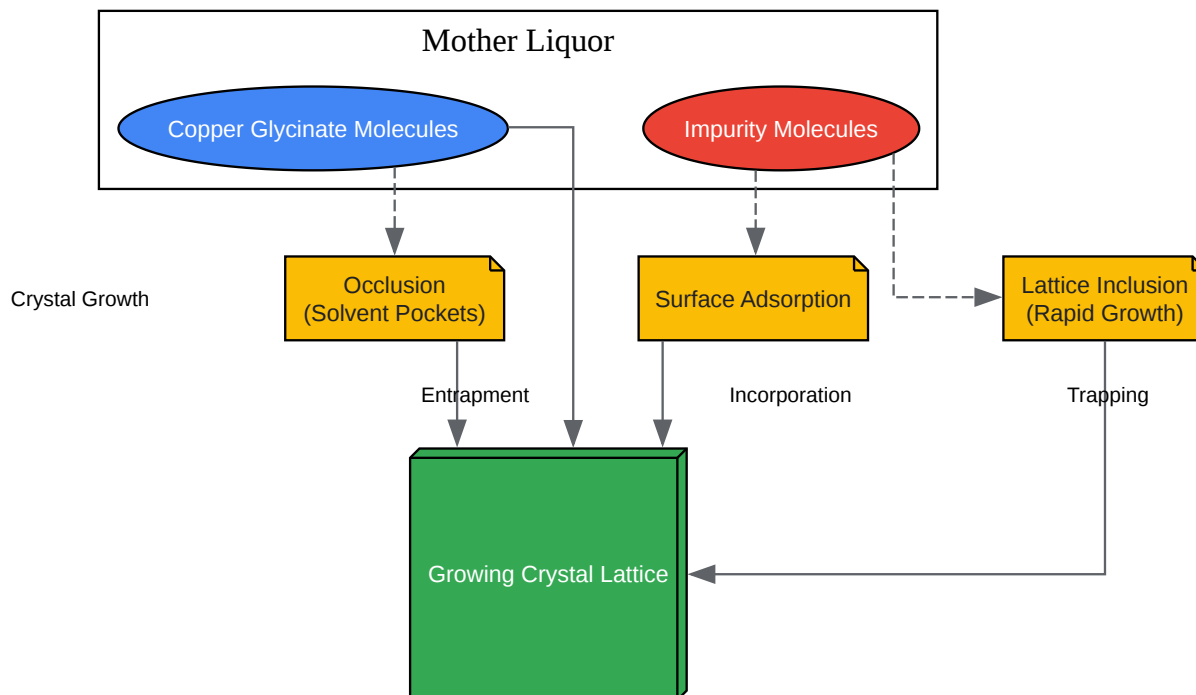 Mother Liquor
Copper Glycinate Molecules
Impurity Molecules
Crystal Growth
Occlusion
(Solvent Pockets)
Surface Adsorption
Lattice Inclusion
(Rapid Growth)
Entrapment
Incorporation
Trapping
Growing Crystal Lattice